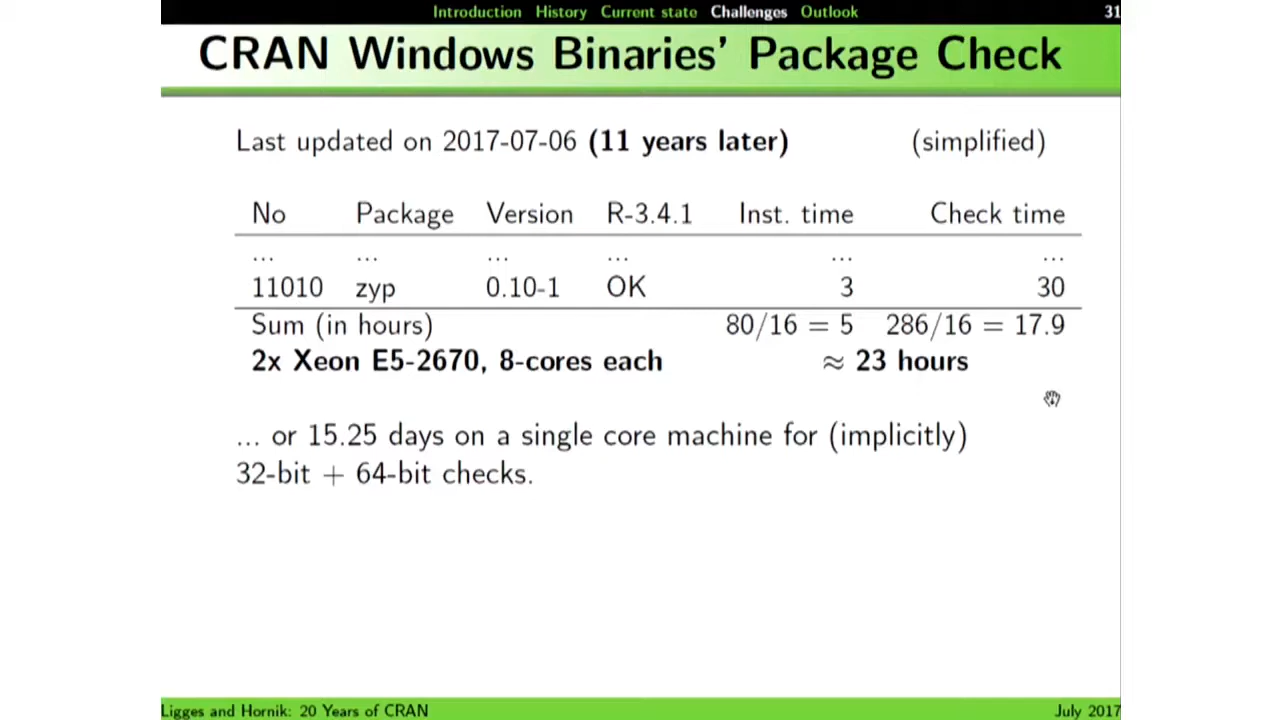 Introduction History Current state Challenges Outlook 31
CRAN Windows Binaries' Package Check
Last updated on 2017-07-06 (11 years later) (simplified)
No Package Version R-3.4.1 Inst. time Check time
... ... ... ... ... ...
11010 zyp 0.10-1 OK 3 30
Sum (in hours) 80/16 = 5 286/16 = 17.9
2x Xeon E5-2670, 8-cores each ≈ 23 hours
... or 15.25 days on a single core machine for (implicitly)
32-bit + 64-bit checks.
Ligges and Hornik: 20 Years of CRAN July 2017